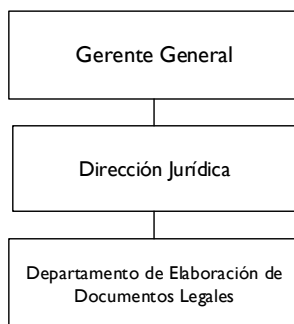 Gerente General
Dirección Jurídica
Departamento de Elaboración de
Documentos Legales